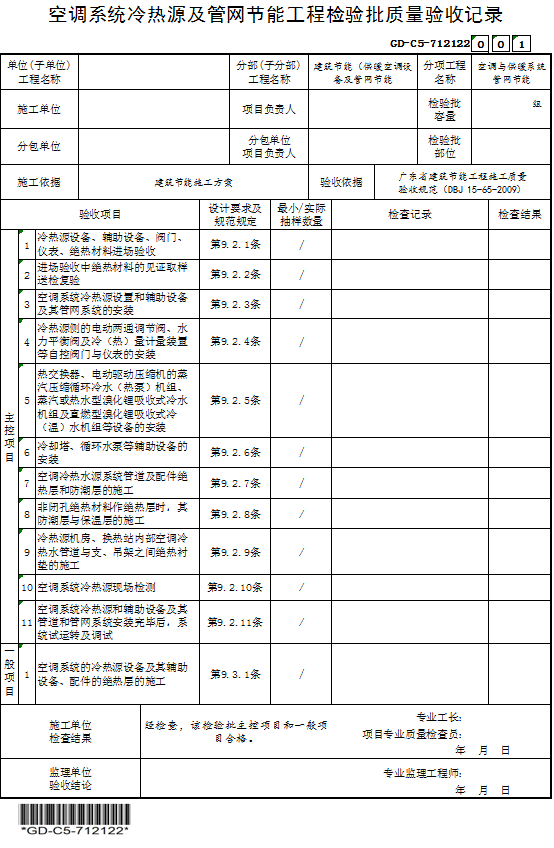 空调系统冷热源及管网节能工程检验批质量验收记录
GD-C5-712122 0 0 1
单位(子单位)
工程名称
分部(子分部)
工程名称
建筑节能（供暖空调设
备及管网节能
分项工程
名称
空调与供暖系统
管网节能
施工单位
项目负责人
检验批
容量
组
分包单位
分包单位
项目负责人
检验批
部位
施工依据
建筑节能施工方案
验收依据
广东省建筑节能工程施工质量
验收规范（DBJ 15-65-2009）
验收项目
设计要求及
规范规定
最小/实际
抽样数量
检查记录
检查结果
主
控
项
目
1
冷热源设备、辅助设备、阀门、
仪表、绝热材料进场验收
第9.2.1条
/
2
进场验收中绝热材料的见证取样
送检复验
第9.2.2条
/
3
空调系统冷热源设置和辅助设备
及其管网系统的安装
第9.2.3条
/
4
冷热源侧的电动两通调节阀、水
力平衡阀及冷（热）量计量装置
等自控阀门与仪表的安装
第9.2.4条
/
5
热交换器、电动驱动压缩机的蒸
汽压缩循环冷水（热泵）机组、
蒸汽或热水型溴化锂吸收式冷水
机组及直燃型溴化锂吸收式冷
（温）水机组等设备的安装
第9.2.5条
/
6
冷却塔、循环水泵等辅助设备的
安装
第9.2.6条
/
7
空调冷热水源系统管道及配件绝
热层和防潮层的施工
第9.2.7条
/
8
非闭孔绝热材料作绝热层时，其
防潮层与保温层的施工
第9.2.8条
/
9
冷热源机房、换热站内部空调冷
热水管道与支、吊架之间绝热衬
垫的施工
第9.2.9条
/
10
空调系统冷热源现场检测
第9.2.10条
/
11
空调系统冷热源和辅助设备及其
管道和管网系统安装完毕后，系
统试运转及调试
第9.2.11条
/
一
般
项
目
1
空调系统的冷热源设备及其辅助
设备、配件的绝热层的施工
第9.3.1条
/
施工单位
检查结果
经检查，该检验批主控项目和一般项
目合格。
专业工长：
项目专业质量检查员：
年 月 日
监理单位
验收结论
专业监理工程师：
年 月 日
*GD-C5-712122*